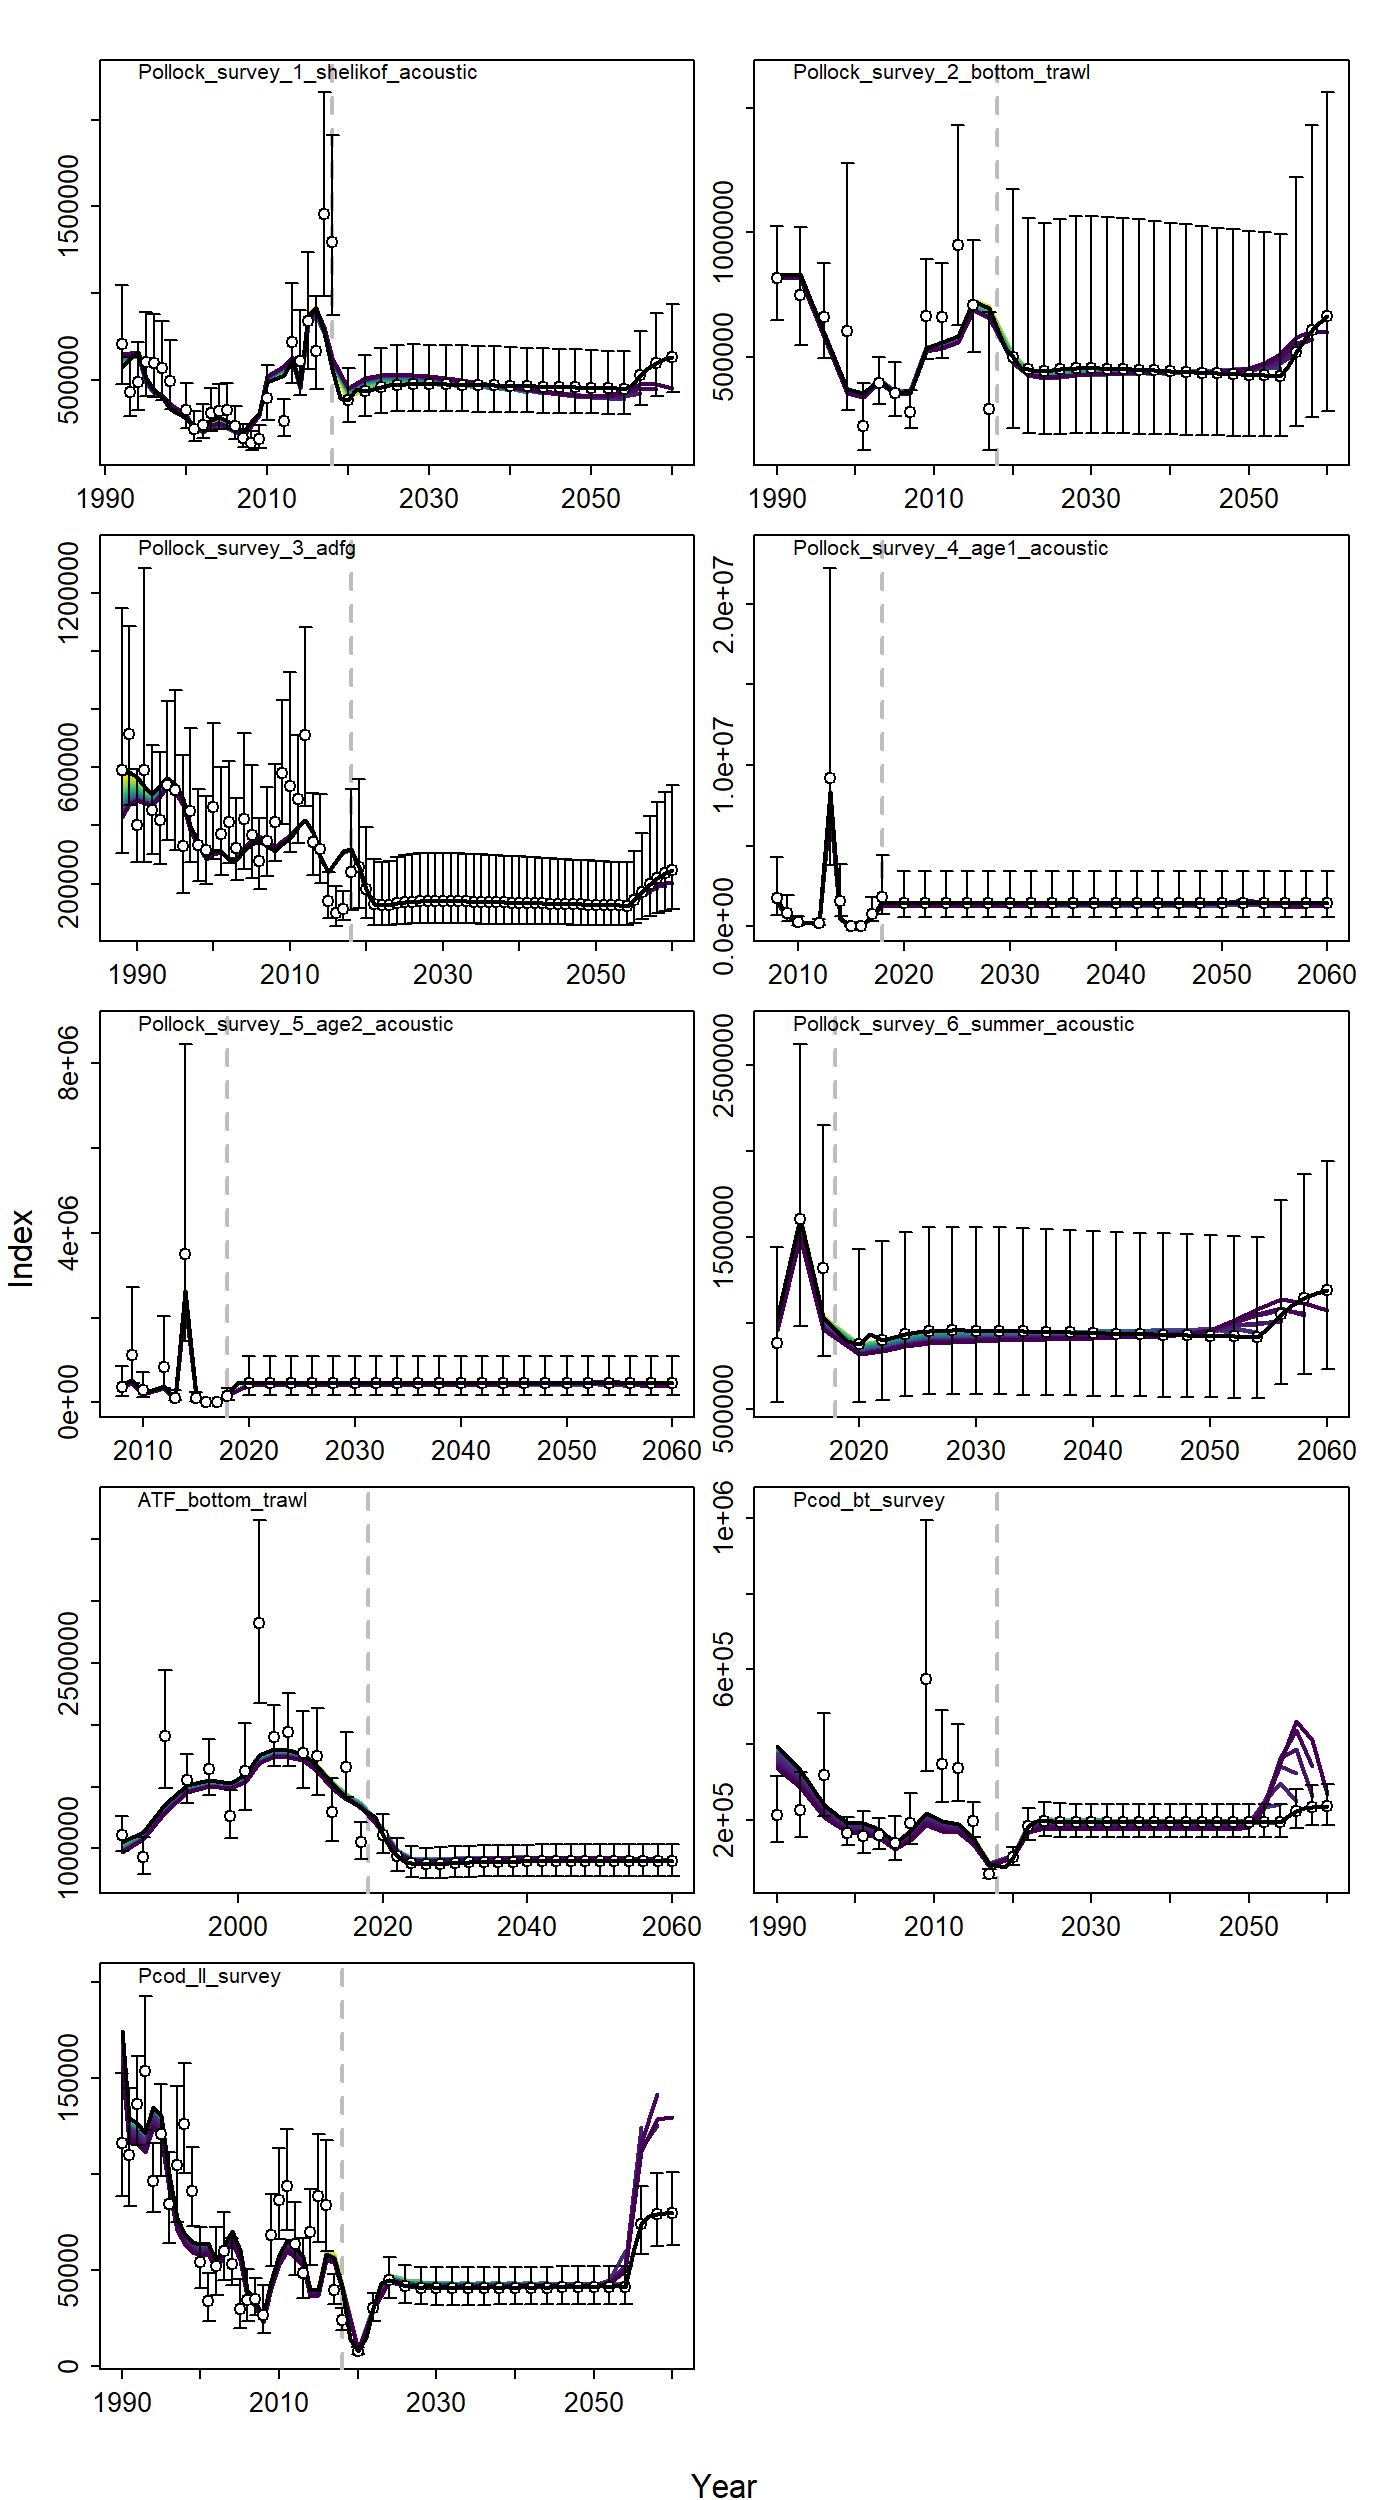 Pollock_survey_1_shelikof_acoustic
500000 1500000
1990 2010 2030 2050
Pollock_survey_2_bottom_trawl
500000 1000000
1990 2010 2030 2050
Pollock_survey_3_adfg
200000 600000 1200000
1990 2010 2030 2050
Pollock_survey_4_age1_acoustic
0.0e+00 1.0e+07 2.0e+07
2010 2020 2030 2040 2050 2060
Pollock_survey_5_age2_acoustic
0e+00 4e+06 8e+06
2010 2020 2030 2040 2050 2060
Pollock_survey_6_summer_acoustic
500000 1500000 2500000
2020 2030 2040 2050 2060
Index
ATF_bottom_trawl
1000000 2500000
2000 2020 2040 2060
Pcod_bt_survey
2e+05 6e+05 1e+06
1990 2010 2030 2050
Pcod_ll_survey
0 50000 150000
1990 2010 2030 2050
Year